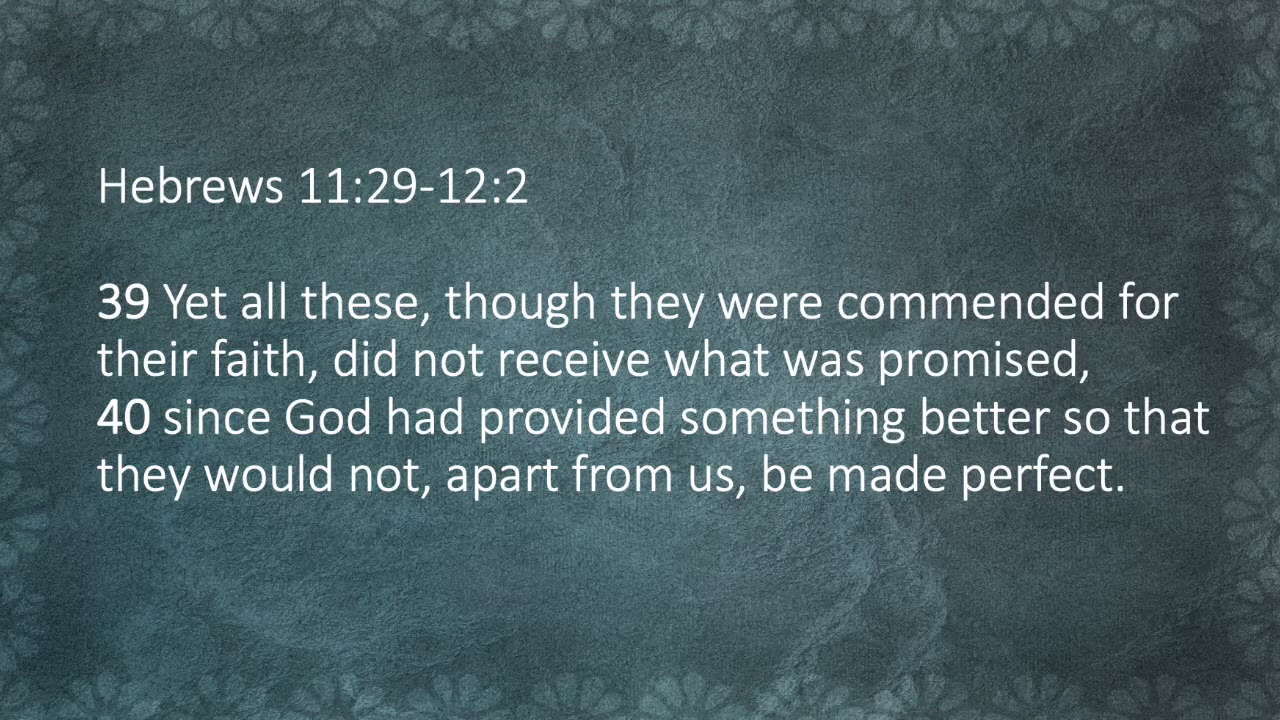 Hebrews 11:29-12:2
39 Yet all these, though they were commended for
their faith, did not receive what was promised,
40 since God had provided something better so that
they would not, apart from us, be made perfect.